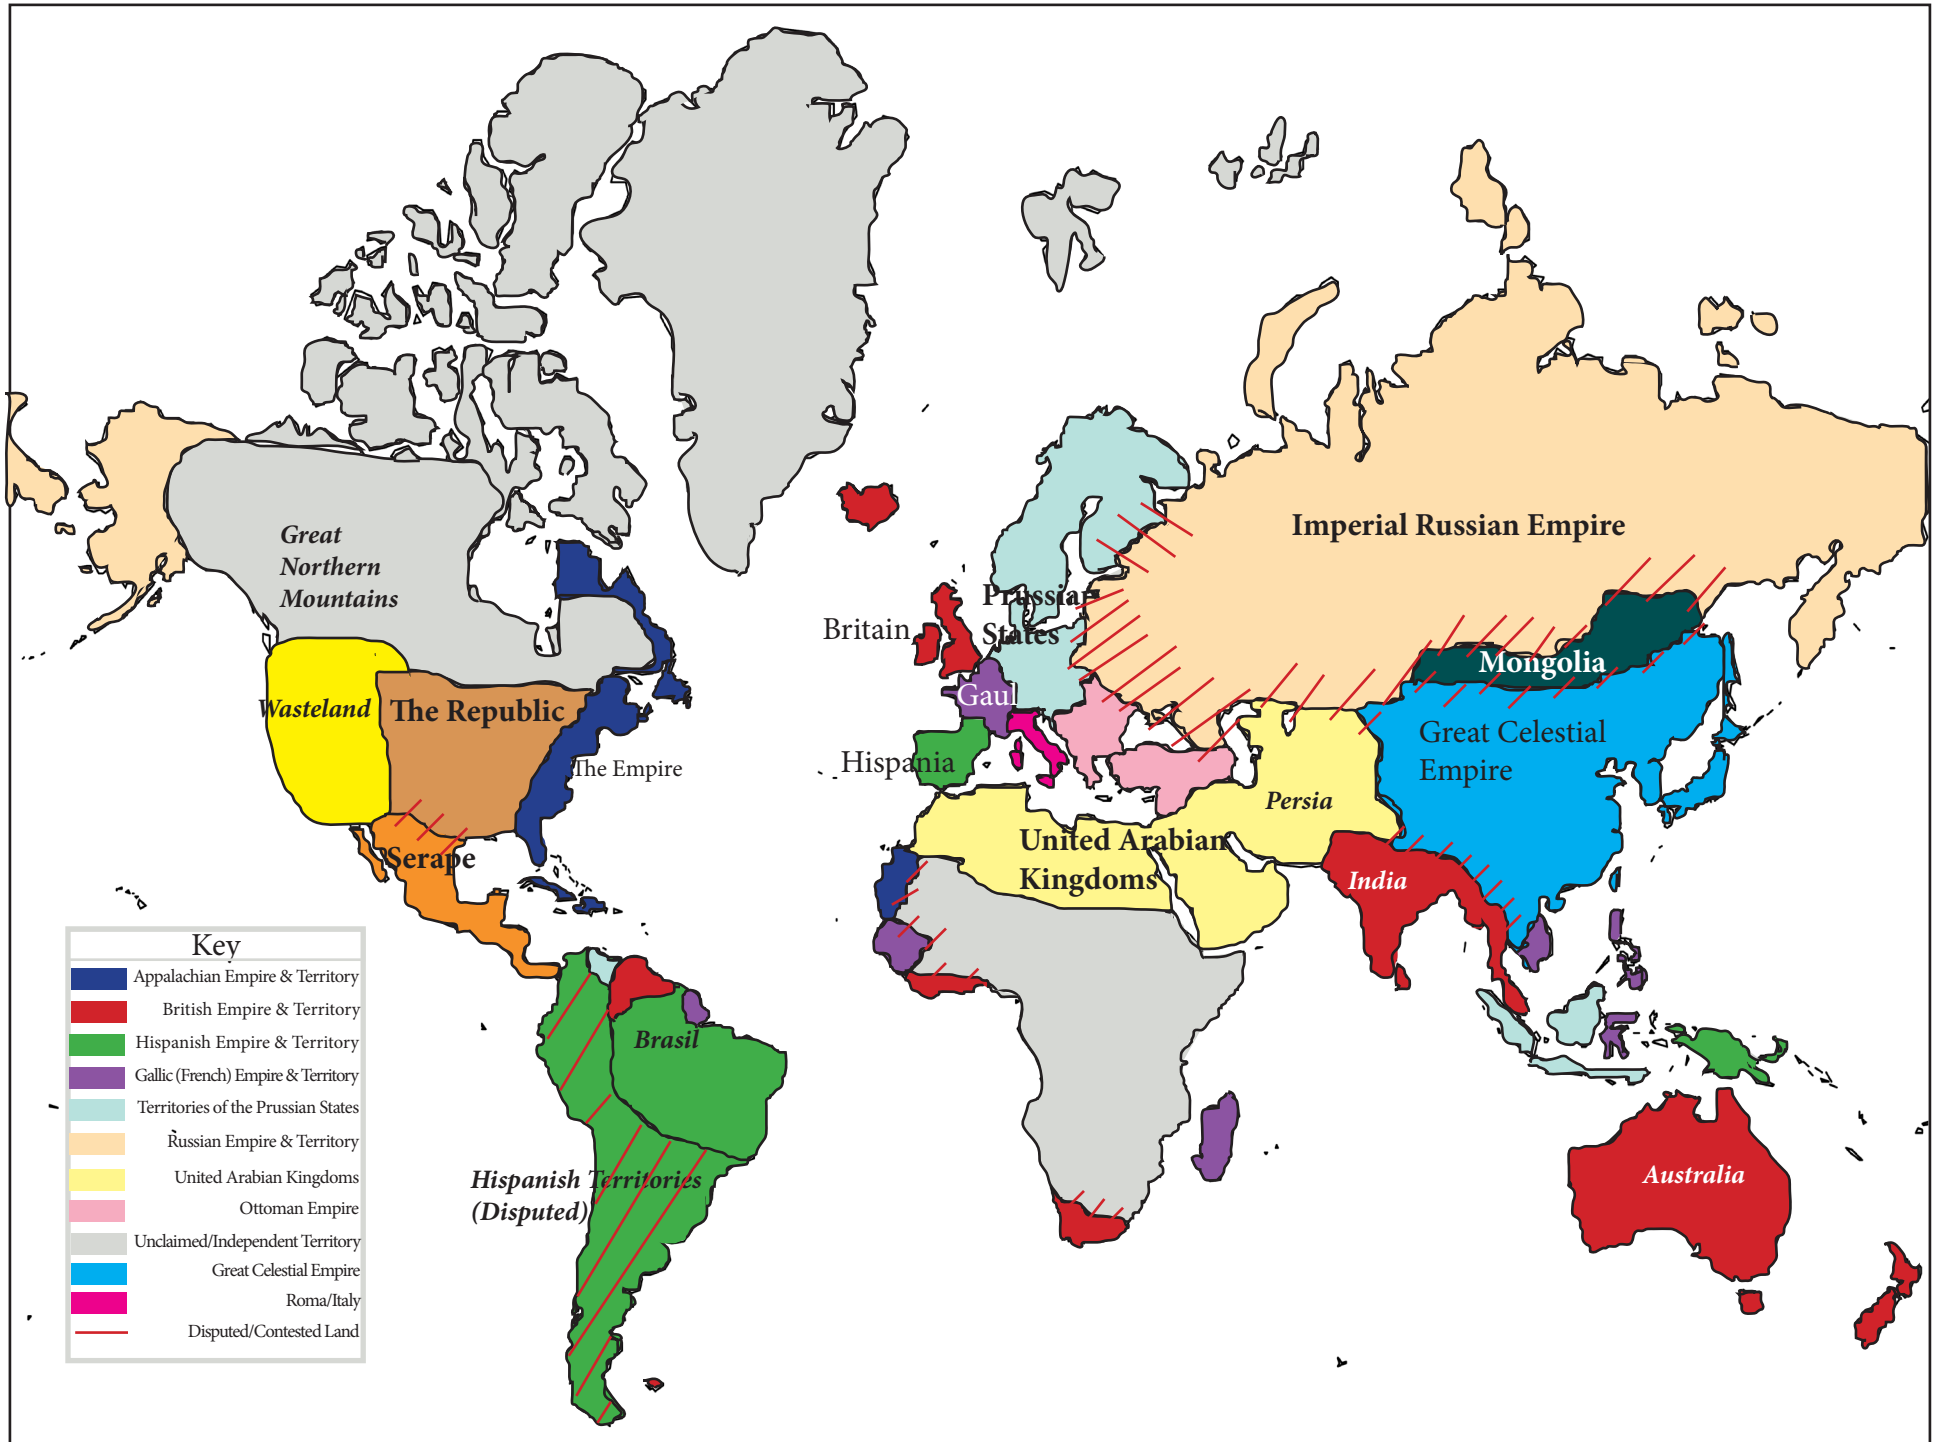 Great
Northern
Mountains
Imperial Russian Empire
Prussian
States
Britain
Mongolia
Gaul
Wasteland
The Republic
Great Celestial
Empire
The Empire
Hispania
Persia
United Arabian
Kingdoms
Serape
India
Brasil
Hispanish Territories
(Disputed)
Australia
Key
Appalachian Empire & Territory
British Empire & Territory
Hispanish Empire & Territory
Gallic (French) Empire & Territory
Territories of the Prussian States
Russian Empire & Territory
United Arabian Kingdoms
Ottoman Empire
Unclaimed/Independent Territory
Great Celestial Empire
Roma/Italy
Disputed/Contested Land